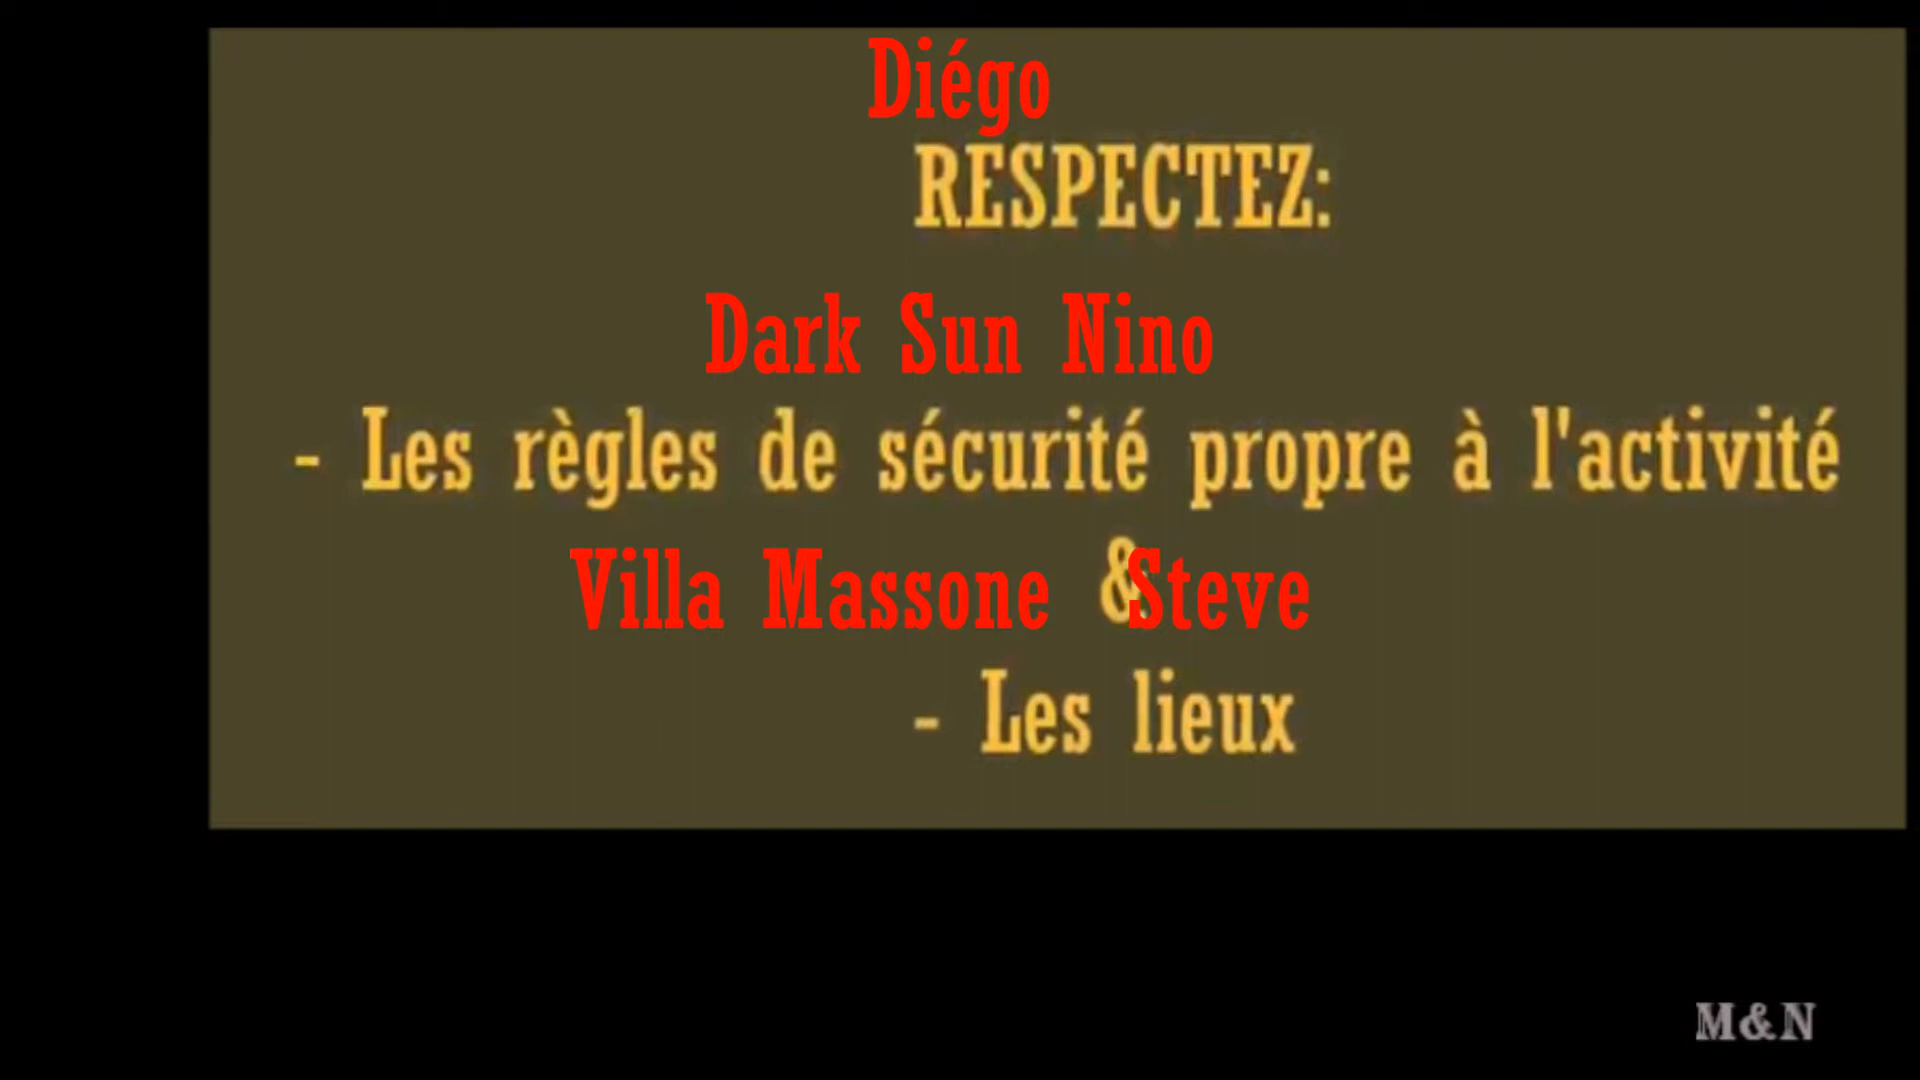 Diégo
RESPECTEZ:
Dark Sun Nino
- Les règles de sécurité propre à l'activité
Villa Massone & Steve
- Les lieux
M&N